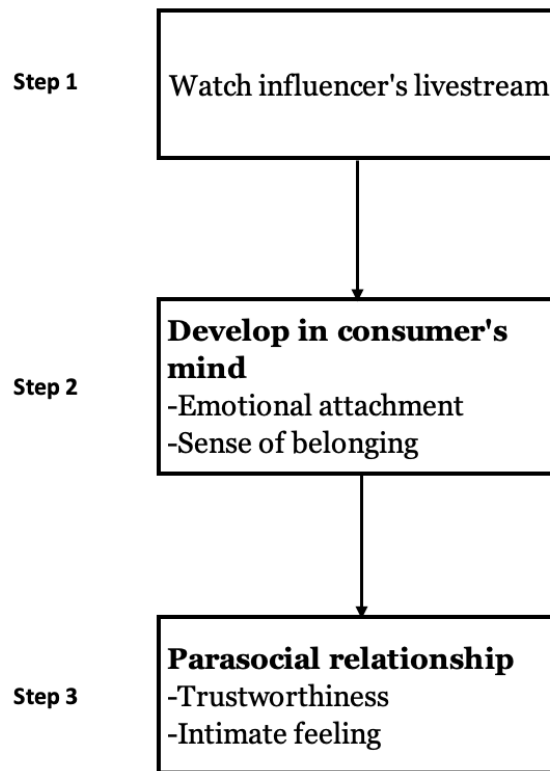 Step 1
Watch influencer's livestream
Step 2
Develop in consumer's
mind
-Emotional attachment
-Sense of belonging
Step 3
Parasocial relationship
-Trustworthiness
-Intimate feeling